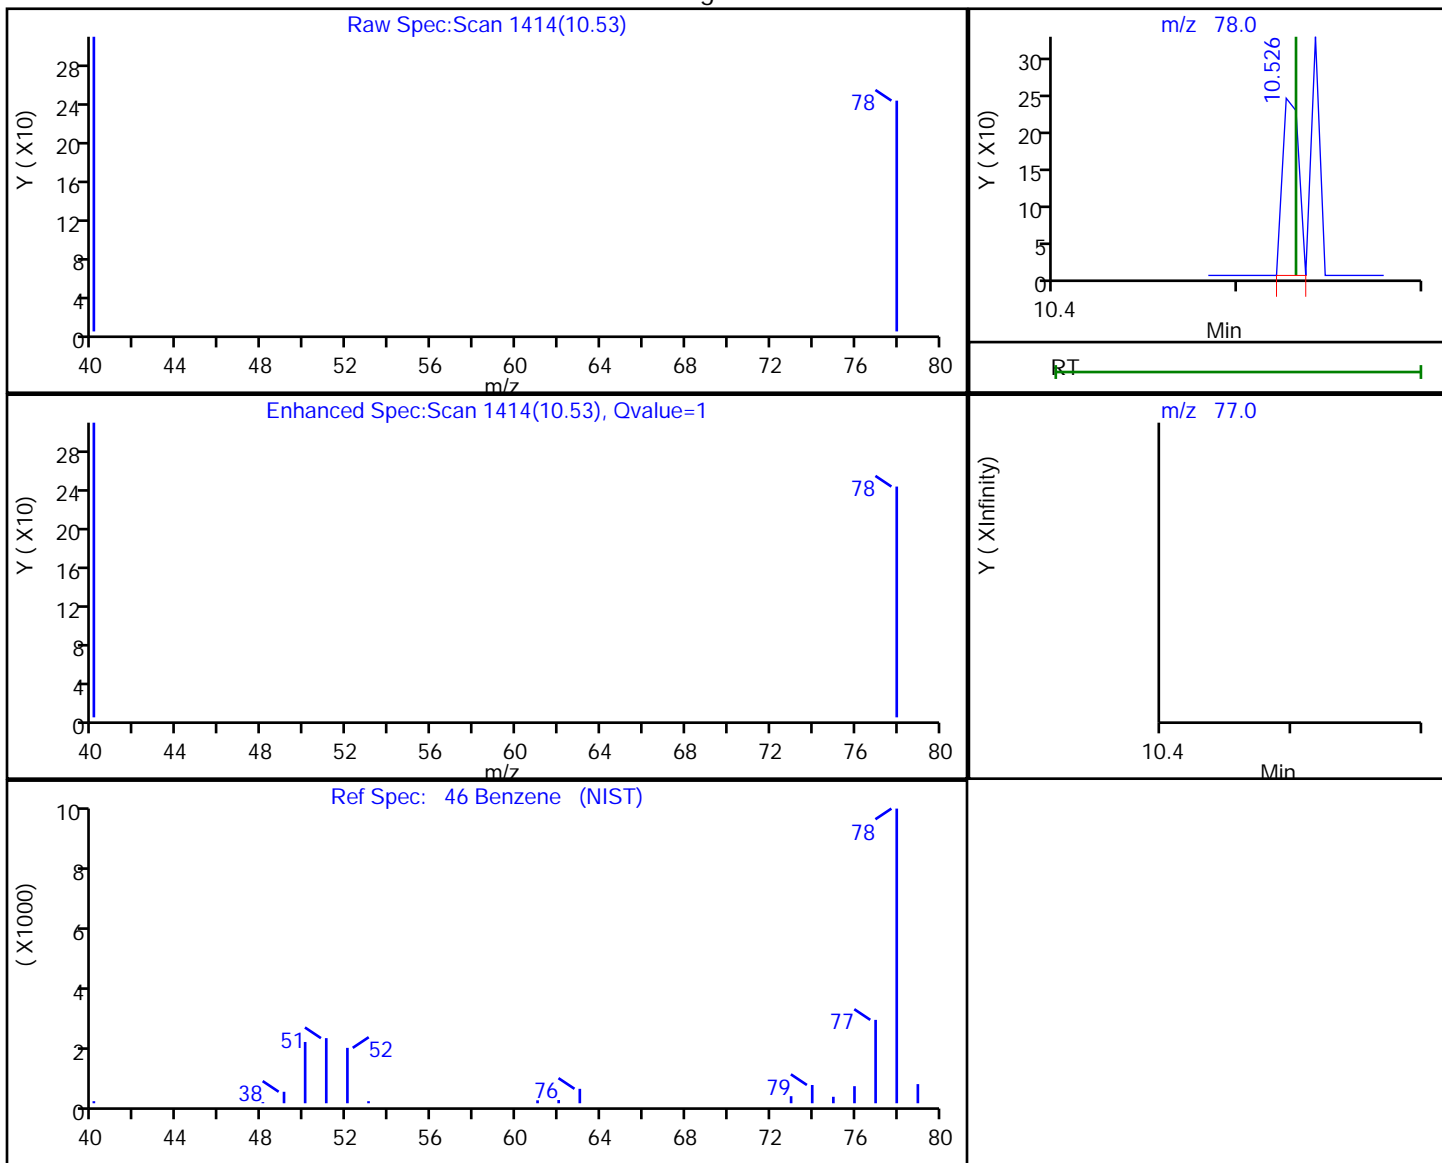 Raw Spec:Scan 1414(10.53)
Y ( X10)
28
24
20
16
12
8
4
0
78
40 44 48 52 56 60 64 68 72 76 80
m/z
m/z 78.0
Y ( X10)
30
25
20
15
10
5
0
10.526
10.4
Min
RT
Enhanced Spec:Scan 1414(10.53), Qvalue=1
Y ( X10)
28
24
20
16
12
8
4
0
78
40 44 48 52 56 60 64 68 72 76 80
m/z
m/z 77.0
Y ( XInfinity)
10.4
Min
Ref Spec: 46 Benzene (NIST)
( X1000)
10
8
6
4
2
0
78
77
51
52
38
76
79
40 44 48 52 56 60 64 68 72 76 80